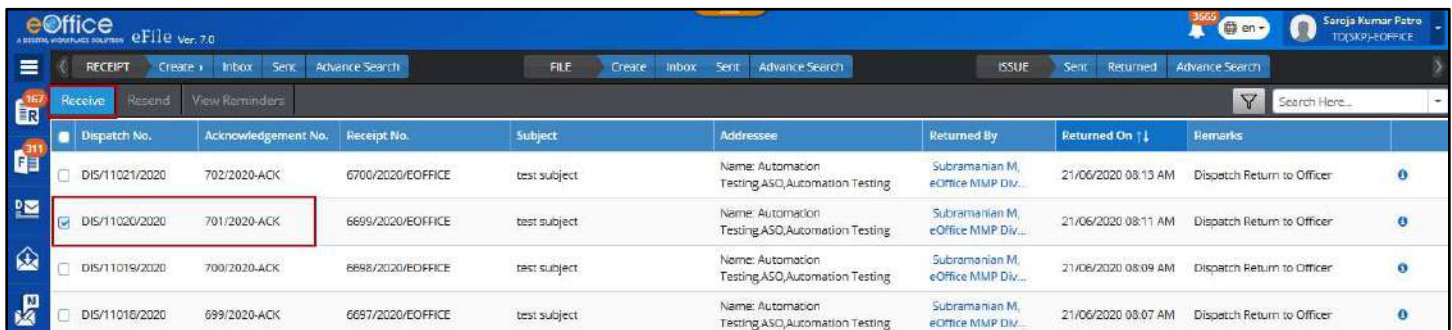 eOffice
A DIGITAL WORKPLACE SOLUTION eFile Ver. 7.0
3665
en
Saroja Kumar Patro
TD(SKP)-EOFFICE
RECEIPT Create Inbox Sent Advance Search FILE Create Inbox Sent Advance Search ISSUE Sent Returned Advance Search
167 R
Receive Resend View Reminders Search Here...
Dispatch No. Acknowledgement No. Receipt No. Subject Addressee Returned By Returned On Remarks
311 F
DIS/11021/2020 702/2020-ACK 6700/2020/EOFFICE test subject Name: Automation Testing,ASO,Automation Testing Subramanian M, eOffice MMP Div... 21/06/2020 08:13 AM Dispatch Return to Officer
D
DIS/11020/2020 701/2020-ACK 6699/2020/EOFFICE test subject Name: Automation Testing,ASO,Automation Testing Subramanian M, eOffice MMP Div... 21/06/2020 08:11 AM Dispatch Return to Officer
DIS/11019/2020 700/2020-ACK 6698/2020/EOFFICE test subject Name: Automation Testing,ASO,Automation Testing Subramanian M, eOffice MMP Div... 21/06/2020 08:09 AM Dispatch Return to Officer
N
DIS/11018/2020 699/2020-ACK 6697/2020/EOFFICE test subject Name: Automation Testing,ASO,Automation Testing Subramanian M, eOffice MMP Div... 21/06/2020 08:07 AM Dispatch Return to Officer